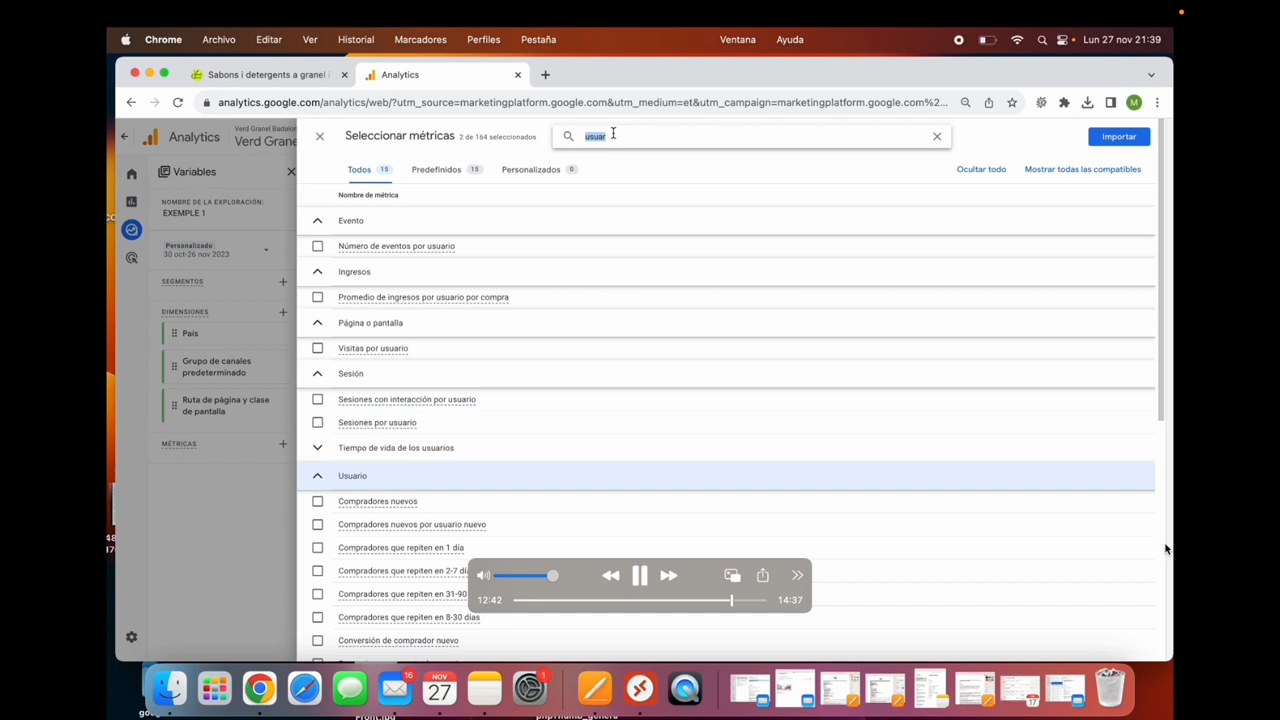 Chrome Archivo Editar Ver Historial Marcadores Perfiles Pestaña Ventana Ayuda Lun 27 nov 21:39
Sabons i detergents a granel i Analytics
analytics.google.com/analytics/web/?utm_source=marketingplatform.google.com&utm_medium=et&utm_campaign=marketingplatform.google.com%2... M
Analytics
Verd Granel Badalon
Verd Grane
Seleccionar métricas 2 de 164 seleccionados usuar Importar
Variables
Todos 15 Predefinidos 15 Personalizados 0 Ocultar todo Mostrar todas las compatibles
Nombre de métrica
NOMBRE DE LA EXPLORACIÓN:
EXEMPLE 1
Evento
Personalizado
30 oct-26 nov 2023
Número de eventos por usuario
Ingresos
SEGMENTOS
Promedio de ingresos por usuario por compra
DIMENSIONES
Página o pantalla
País
Visitas por usuario
Grupo de canales
predeterminado
Sesión
Sesiones con interacción por usuario
Ruta de página y clase
de pantalla
Sesiones por usuario
MÉTRICAS
Tiempo de vida de los usuarios
Usuario
Compradores nuevos
Compradores nuevos por usuario nuevo
Compradores que repiten en 1 día
Compradores que repiten en 2-7 día
Compradores que repiten en 31-90
12:42 14:37
Compradores que repiten en 8-30 días
Conversión de comprador nuevo
16 NOV 27 1 17